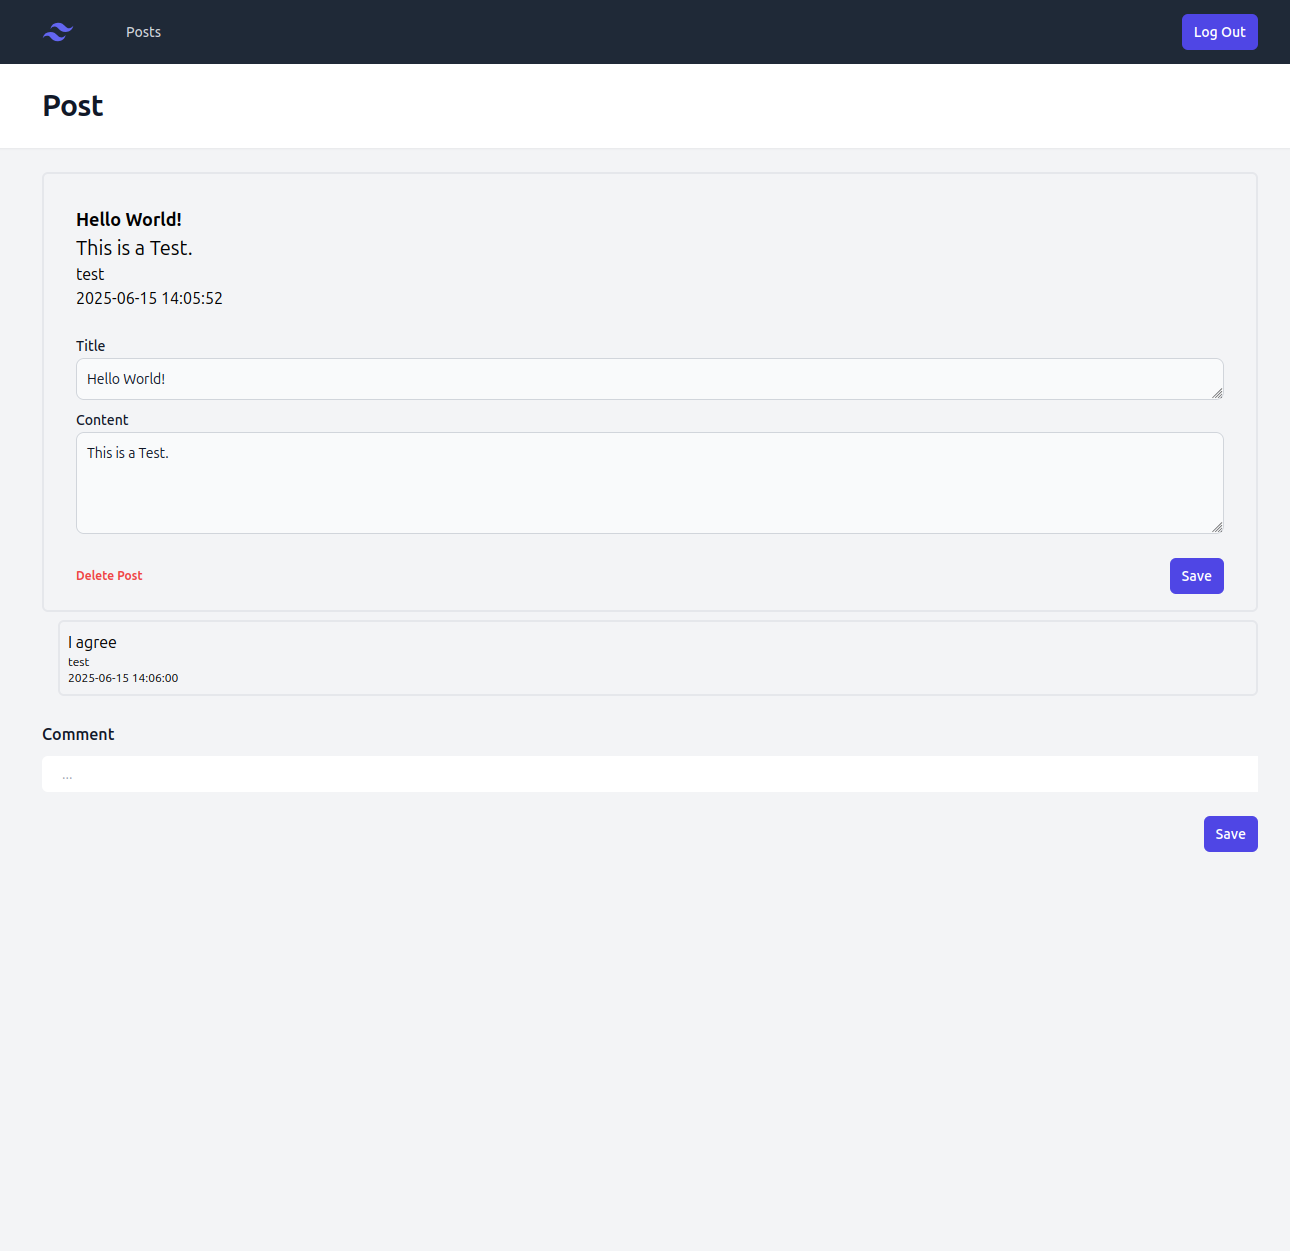 Posts
Log Out
Post
Hello World!
This is a Test.
test
2025-06-15 14:05:52
Title
Hello World!
Content
This is a Test.
Delete Post
Save
I agree
test
2025-06-15 14:06:00
Comment
...
Save